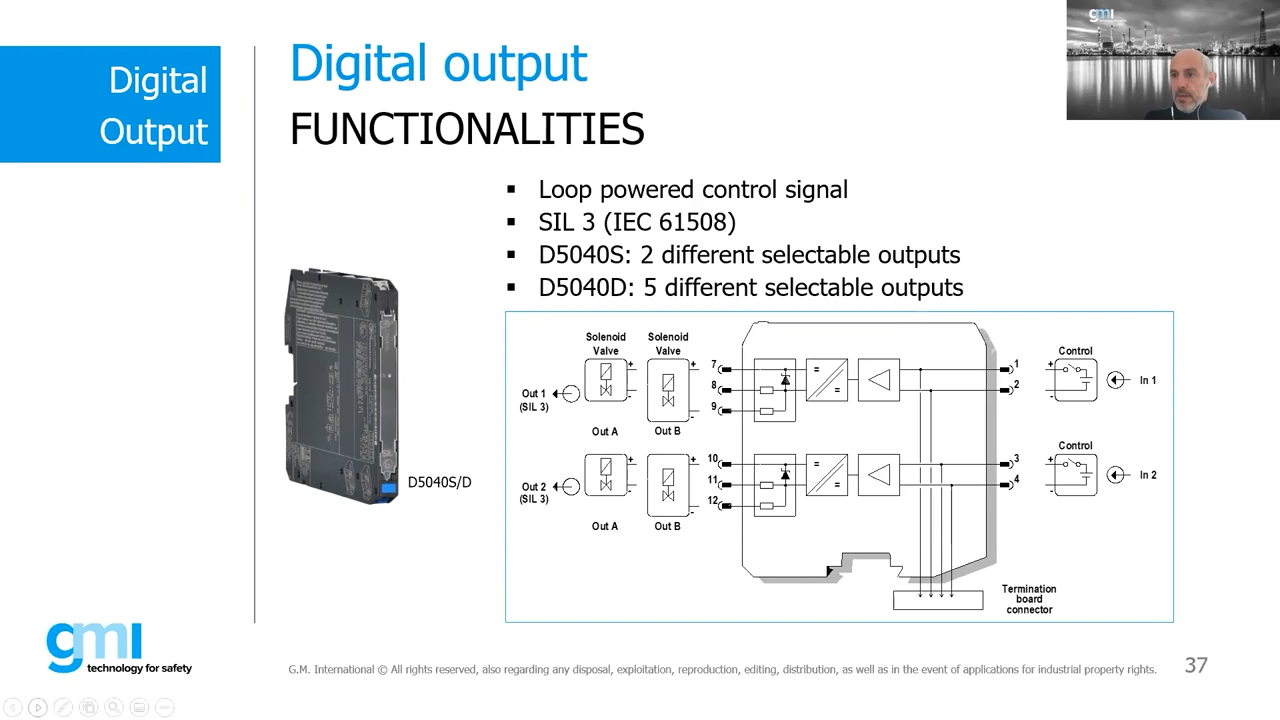 Digital
Output
Digital output
FUNCTIONALITIES
gmi
▪ Loop powered control signal
▪ SIL 3 (IEC 61508)
▪ D5040S: 2 different selectable outputs
▪ D5040D: 5 different selectable outputs
D5040S/D
Solenoid
Valve
Solenoid
Valve
Control
+ + 7 1 +
8 2 In 1
Out 1
(SIL 3)
- - 9 -
Out A Out B
Control
+ + 10 3 +
11 4 In 2
Out 2
(SIL 3)
- - 12 -
Out A Out B
= =
= =
Termination
board
connector
gmi
technology for safety
G.M. International © All rights reserved, also regarding any disposal, exploitation, reproduction, editing, distribution, as well as in the event of applications for industrial property rights.
37